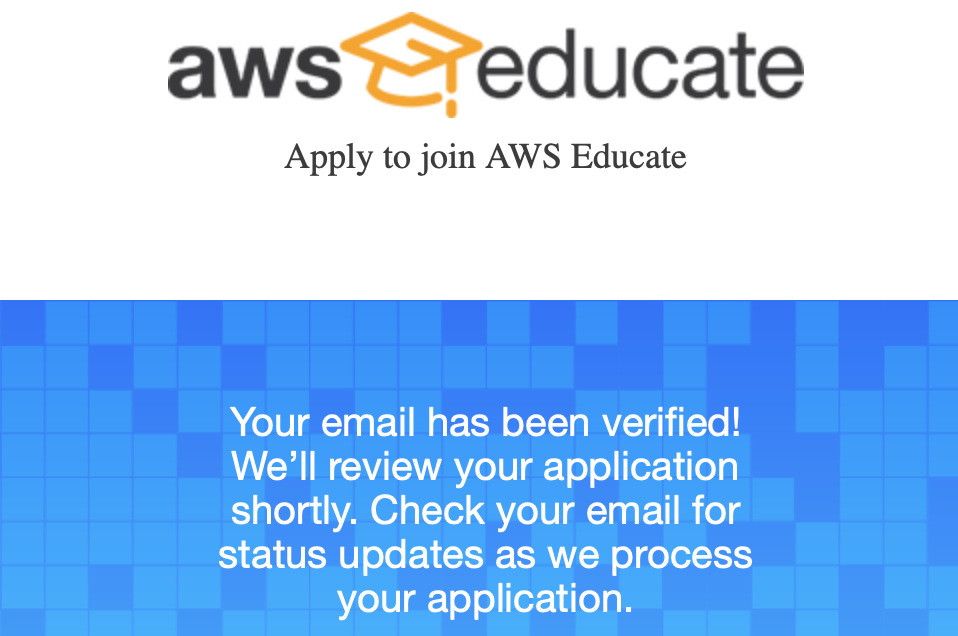 aws educate
Apply to join AWS Educate
Your email has been verified!
We’ll review your application
shortly. Check your email for
status updates as we process
your application.